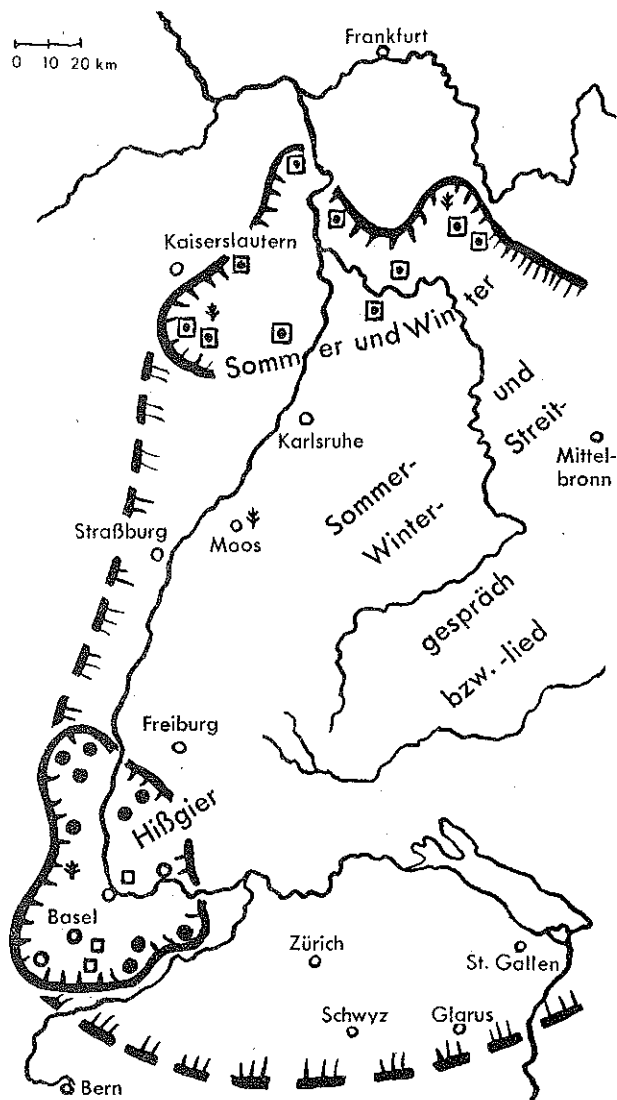 Frankfurt
0 10 20 km
Kaiserslautern
Sommer und Winter
und
Streit-
Karlsruhe
Mittel-
bronn
Sommer-
Winter-
Straßburg
Moos
gespräch
bzw. -lied
Freiburg
Hißgier
Basel
Zürich
St. Gallen
Schwyz
Glarus
Bern